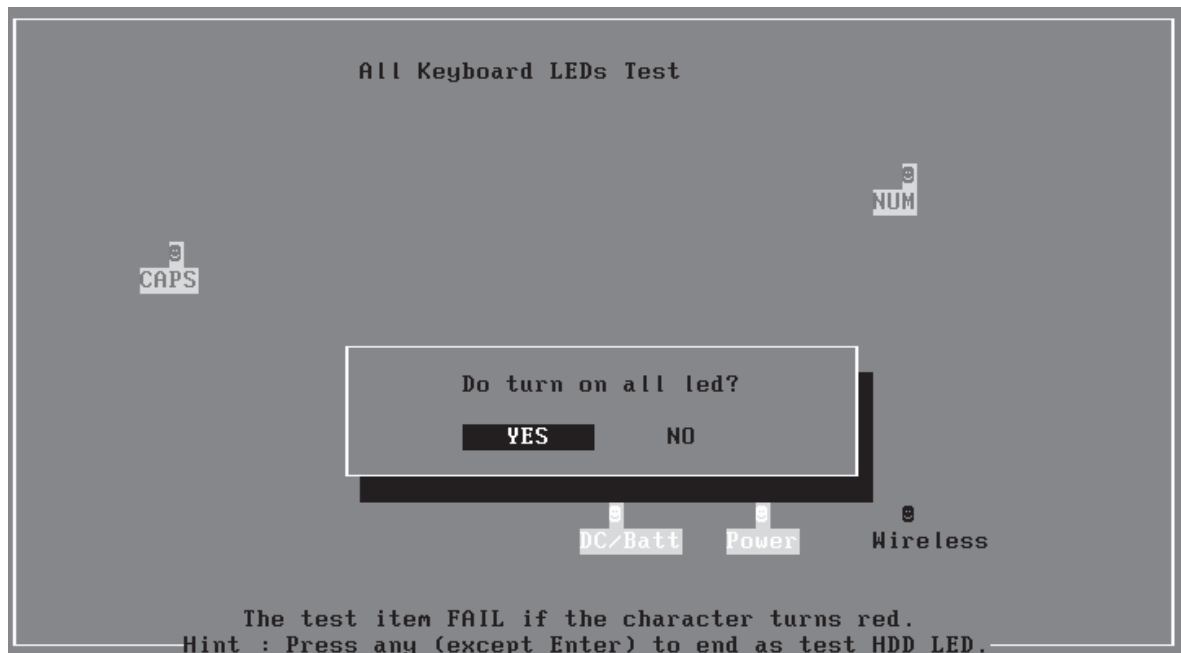 All Keyboard LEDs Test
NUM
CAPS
Do turn on all led?
YES NO
DC/Batt Power Wireless
The test item FAIL if the character turns red.
Hint : Press any (except Enter) to end as test HDD LED.